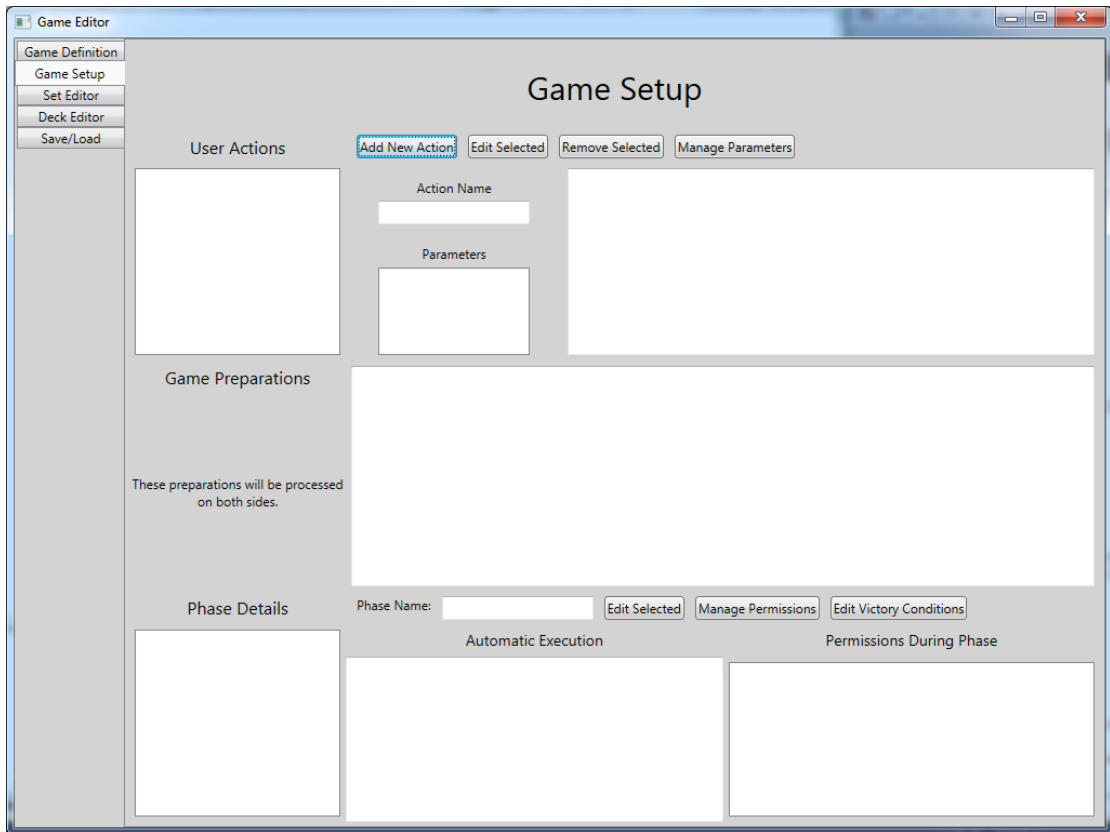 Game Editor
Game Definition
Game Setup
Set Editor
Deck Editor
Save/Load
Game Setup
User Actions
Add New Action
Edit Selected
Remove Selected
Manage Parameters
Action Name
Parameters
Game Preparations
These preparations will be processed
on both sides.
Phase Details
Phase Name:
Edit Selected
Manage Permissions
Edit Victory Conditions
Automatic Execution
Permissions During Phase